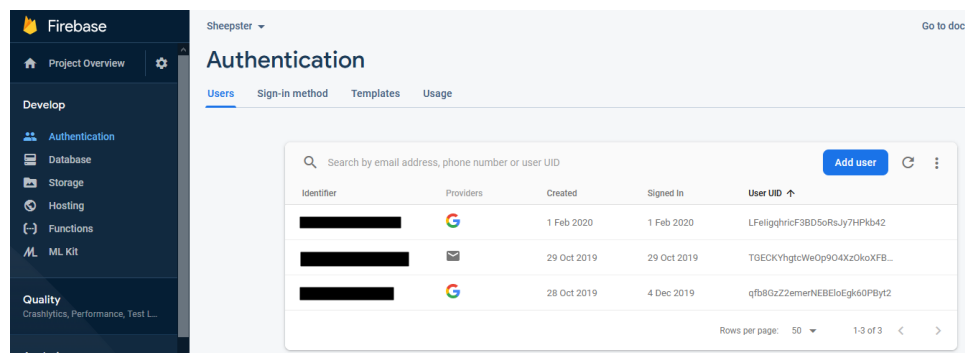 Firebase
Sheepster
Go to doc
Project Overview
Authentication
Users Sign-in method Templates Usage
Develop
Authentication
Database
Storage
Hosting
Functions
ML Kit
Quality
Crashlytics, Performance, Test L...
Search by email address, phone number or user UID
Add user
Identifier Providers Created Signed In User UID
1 Feb 2020 1 Feb 2020 LFeligqhricF3BD5oRsJy7HPkb42
29 Oct 2019 29 Oct 2019 TGECKYhgtcWeOp9O4XzOkoXFB...
28 Oct 2019 4 Dec 2019 qfb8GzZ2emerNEBEloEgk60PByt2
Rows per page: 50 1-3 of 3